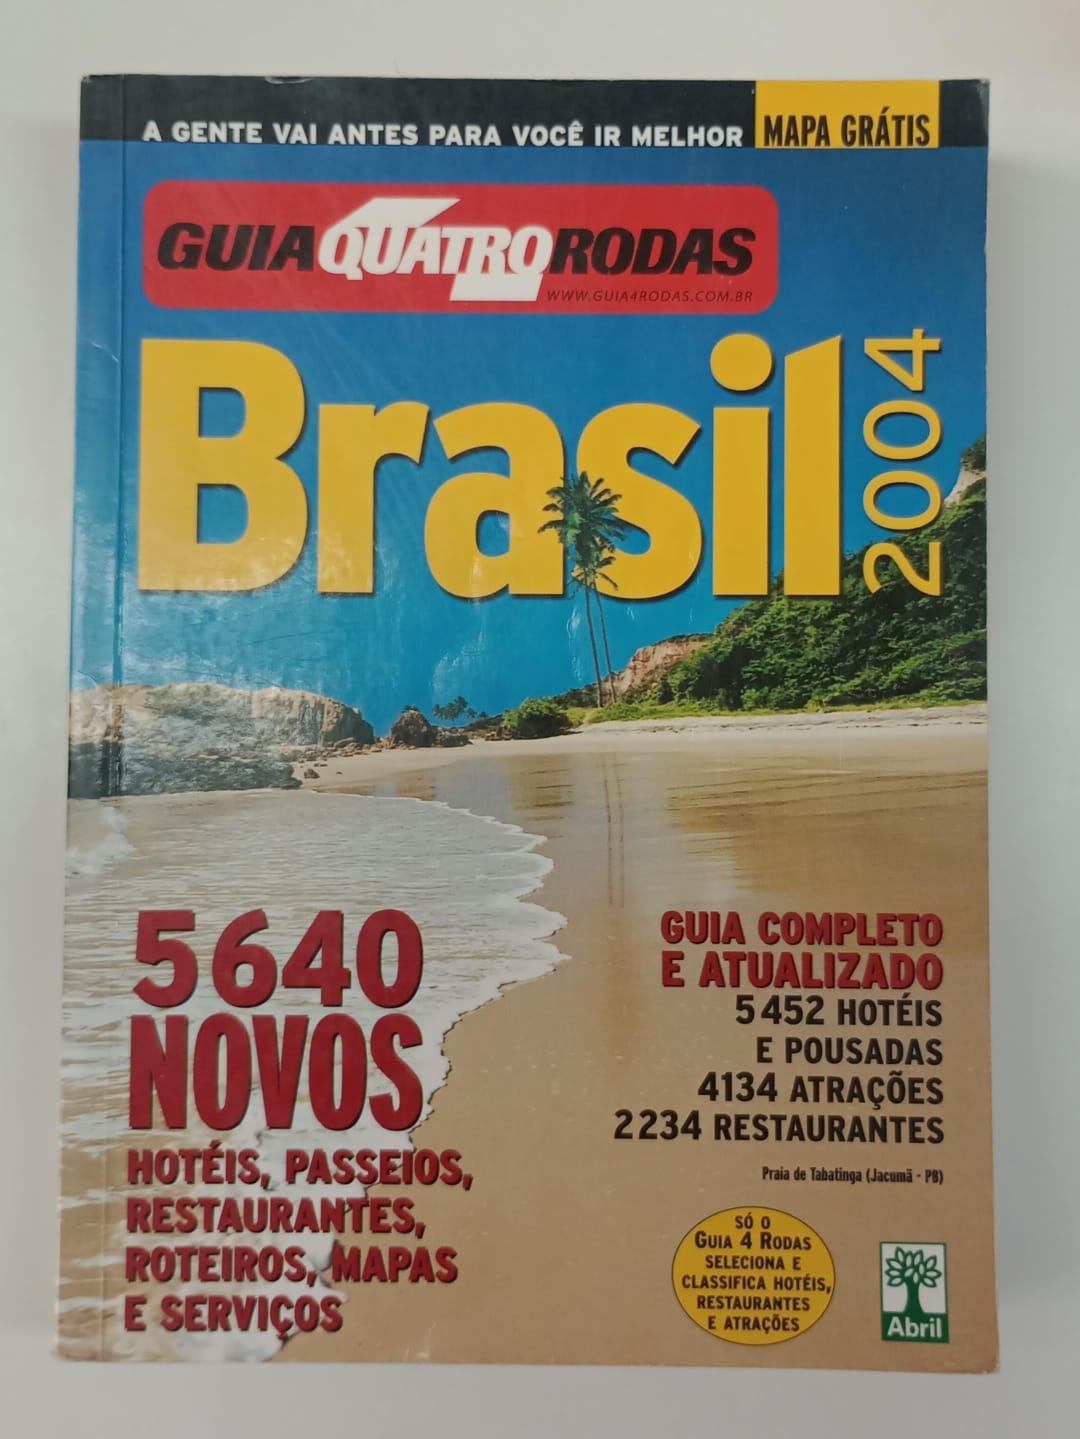 A GENTE VAI ANTES PARA VOCÊ IR MELHOR
MAPA GRÁTIS
GUIA QUATRO RODAS
WWW.GUIA4RODAS.COM.BR
Brasil
2004
5640
NOVOS
HOTÉIS, PASSEIOS,
RESTAURANTES,
ROTEIROS, MAPAS
E SERVIÇOS
GUIA COMPLETO
E ATUALIZADO
5 452 HOTÉIS
E POUSADAS
4134 ATRAÇÕES
2234 RESTAURANTES
Praia de Tabatinga (Jacumã - PB)
SÓ O
GUIA 4 RODAS
SELECIONA E
CLASSIFICA HOTÉIS,
RESTAURANTES
E ATRAÇÕES
Abril